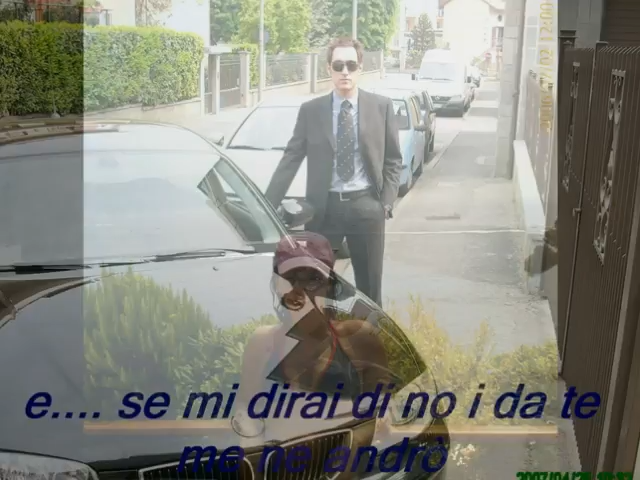 e.... se mi dirai di no i da te
me ne andrò